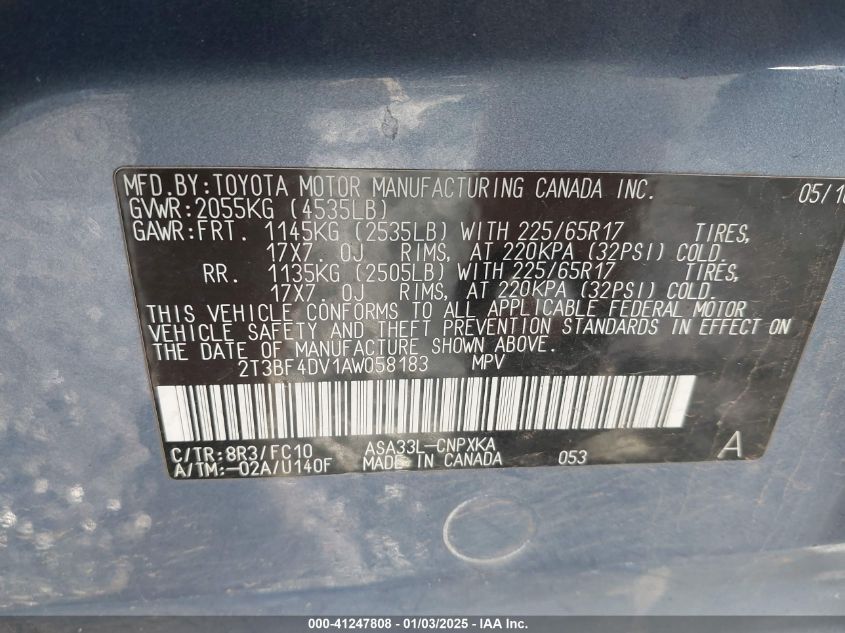 MFD.BY:TOYOTA MOTOR MANUFACTURING CANADA INC. 05/10
GVWR:2055KG (4535LB)
GAWR:FRT. 1145KG (2535LB) WITH 225/65R17 TIRES,
17X7. 0J RIMS, AT 220KPA (32PSI) COLD.
RR. 1135KG (2505LB) WITH 225/65R17 TIRES,
17X7. 0J RIMS, AT 220KPA (32PSI) COLD.
THIS VEHICLE CONFORMS TO ALL APPLICABLE FEDERAL MOTOR
VEHICLE SAFETY AND THEFT PREVENTION STANDARDS IN EFFECT ON
THE DATE OF MANUFACTURE SHOWN ABOVE.
2T3BF4DV1AW058183 MPV
C/TR:8R3/FC10 ASA33L-CNPXKA
A/TM:-02A/U140F MADE IN CANADA 053 A
000-41247808 - 01/03/2025 - IAA Inc.